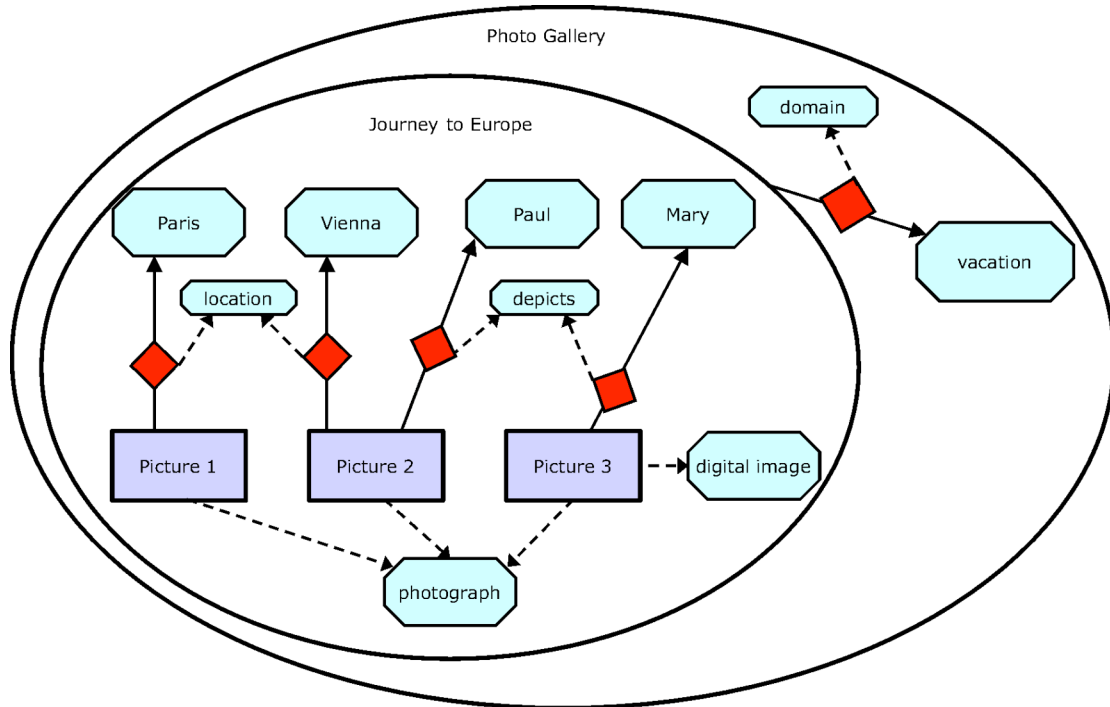 Photo Gallery
domain
Journey to Europe
Paris
Vienna
Paul
Mary
vacation
location
depicts
Picture 1
Picture 2
Picture 3
digital image
photograph